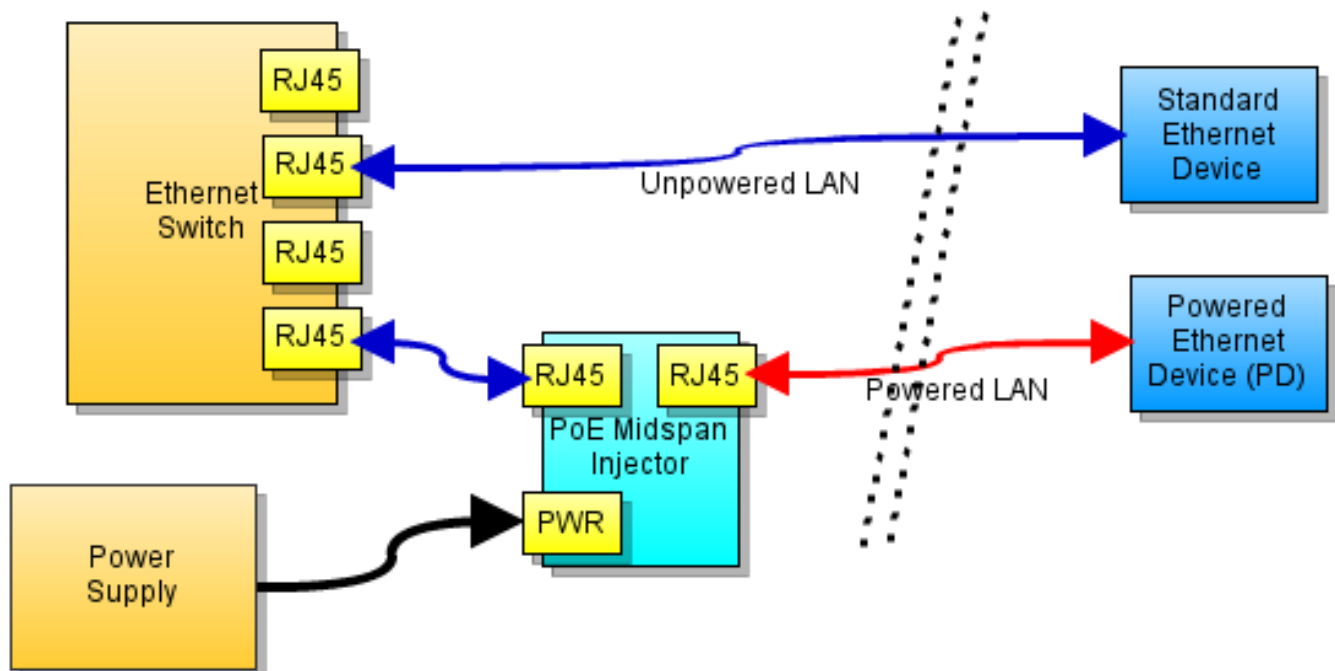 RJ45
RJ45
Ethernet
Switch
RJ45
RJ45
Unpowered LAN
Standard
Ethernet
Device
RJ45
RJ45
PoE Midspan
Injector
PWR
Powered LAN
Powered
Ethernet
Device (PD)
Power
Supply